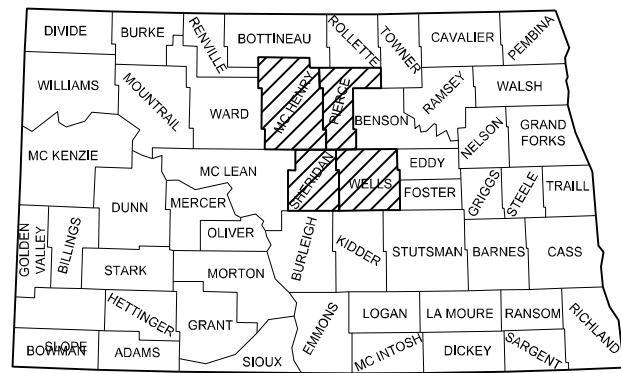 DIVIDE
BURKE
RENVILLE
BOTTINEAU
ROLLETTE
TOWNER
CAVALIER
PEMBINA
WILLIAMS
MOUNTRAIL
WARD
MC HENRY
PIERCE
BENSON
RAMSEY
WALSH
NELSON
GRAND
FORKS
MC KENZIE
MC LEAN
SHERIDAN
WELLS
EDDY
FOSTER
GRIGGS
STEELE
TRAILL
DUNN
MERCER
OLIVER
GOLDEN
VALLEY
BILLINGS
STARK
MORTON
BURLEIGH
KIDDER
STUTSMAN
BARNES
CASS
HETTINGER
GRANT
EMMONS
LOGAN
LA MOURE
RANSOM
RICHLAND
SLOPE
BOWMAN
ADAMS
SIOUX
MC INTOSH
DICKEY
SARGENT